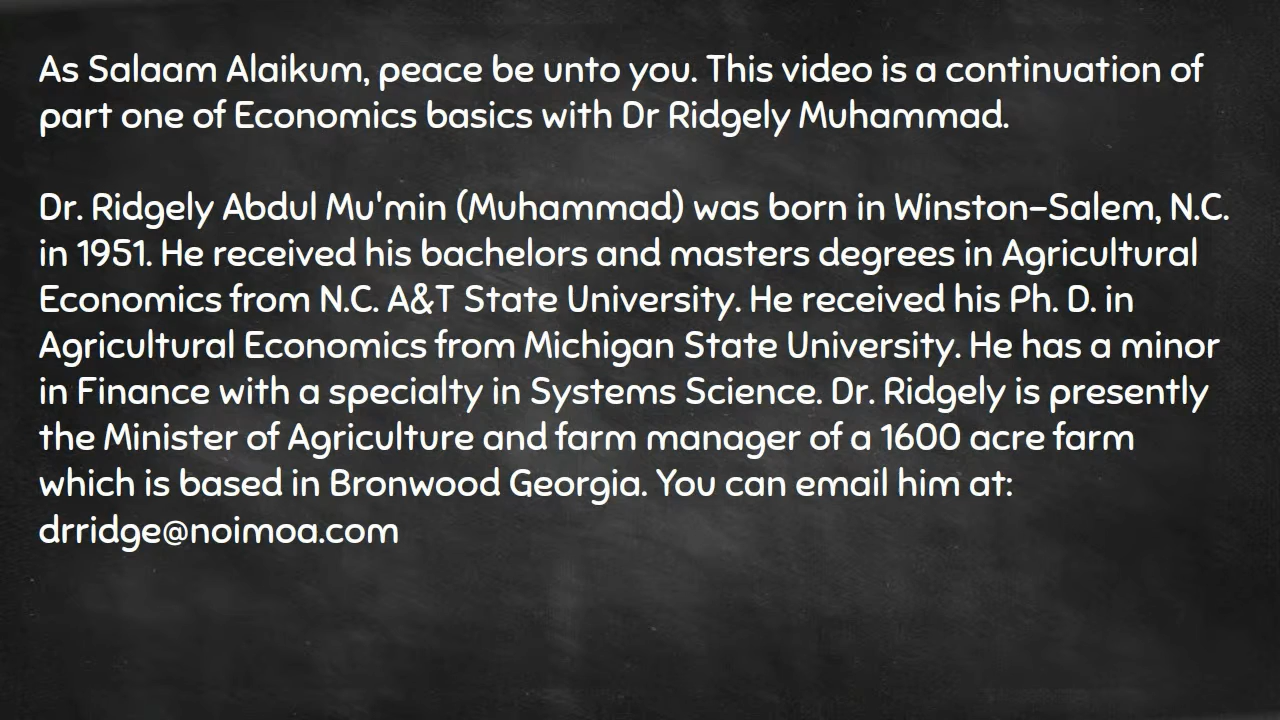 As Salaam Alaikum, peace be unto you. This video is a continuation of
part one of Economics basics with Dr Ridgely Muhammad.
Dr. Ridgely Abdul Mu'min (Muhammad) was born in Winston-Salem, N.C.
in 1951. He received his bachelors and masters degrees in Agricultural
Economics from N.C. A&T State University. He received his Ph. D. in
Agricultural Economics from Michigan State University. He has a minor
in Finance with a specialty in Systems Science. Dr. Ridgely is presently
the Minister of Agriculture and farm manager of a 1600 acre farm
which is based in Bronwood Georgia. You can email him at:
drridge@noimoa.com